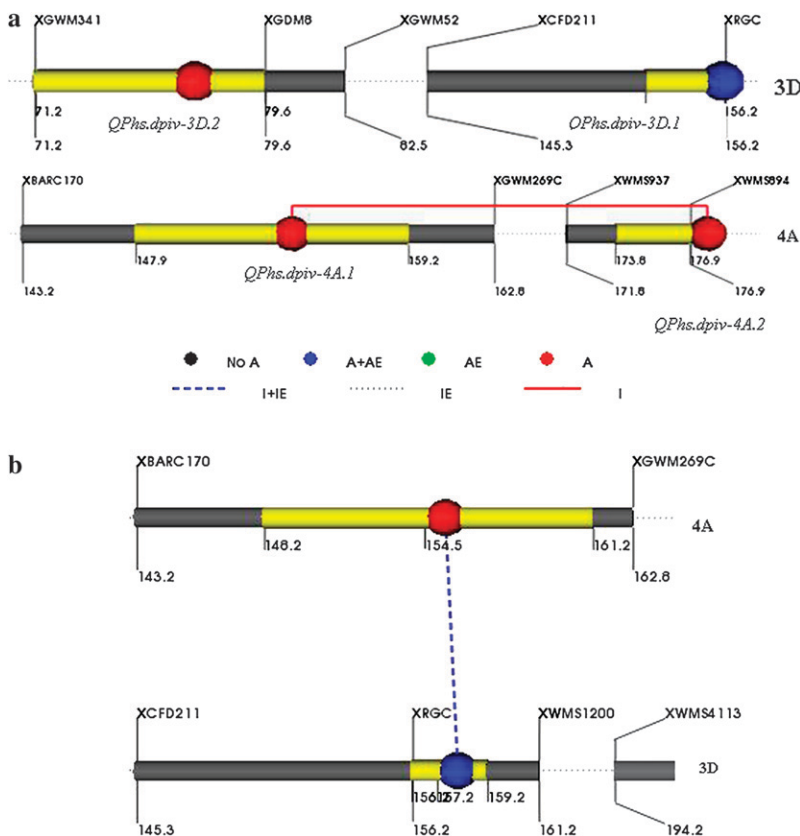 a
XGWM341 XGDM8 XGWM52 XCFD211 XRGC
3D
71.2 79.6 156.2
QPhs.dpiv-3D.2 QPhs.dpiv-3D.1
71.2 79.6 82.5 145.3 156.2
XBARC170 XGWM269C XWMS937 XWMS894
4A
147.9 159.2 173.8 176.9
QPhs.dpiv-4A.1
143.2 162.8 171.8 176.9
QPhs.dpiv-4A.2
No A A+AE AE A
I+IE IE I
b
XBARC170 XGWM269C
4A
148.2 154.5 161.2
143.2 162.8
XCFD211 XRGC XWMS1200 XWMS4113
3D
156.2 157.2 159.2
145.3 156.2 161.2 194.2